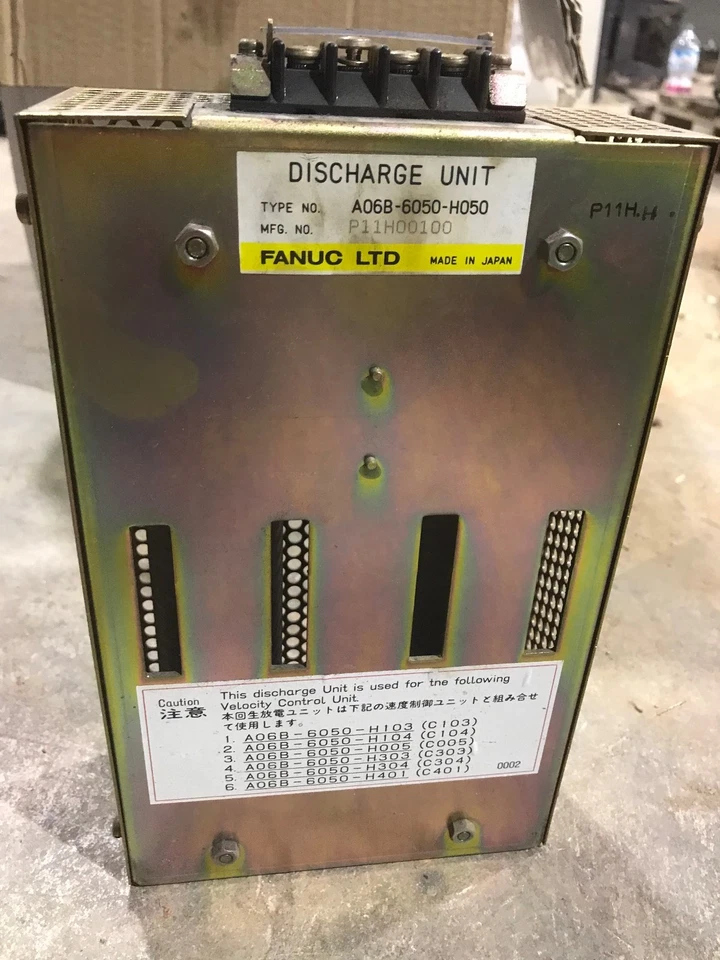 DISCHARGE UNIT
TYPE NO. A06B-6050-H050
MFG. NO. P11H00100
FANUC LTD MADE IN JAPAN
P11H.H
Caution
注意
This discharge Unit is used for the following
Velocity Control Unit.
本回生放電ユニットは下記の速度制御ユニットと組み合せ
て使用します。
1. A06B-6050-H103 (C103)
2. A06B-6050-H104 (C104)
3. A06B-6050-H005 (C005)
4. A06B-6050-H303 (C303)
5. A06B-6050-H304 (C304)
6. A06B-6050-H401 (C401)
0002